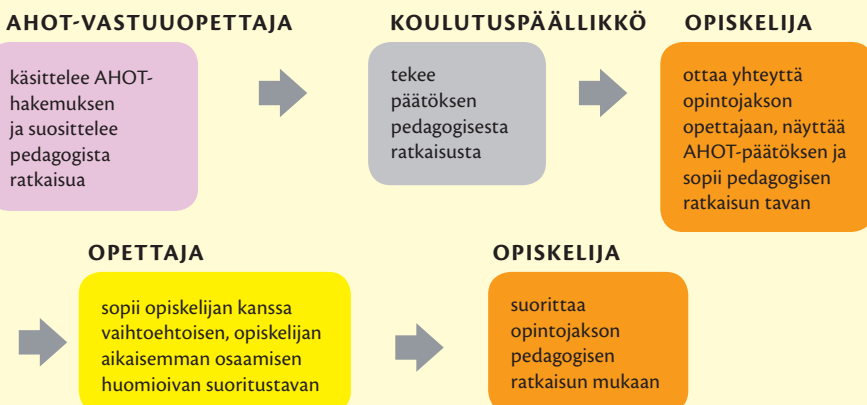 AHOT-VASTUUOPETTAJA
käsittelee AHOT-
hakemuksen
ja suosittelee
pedagogista
ratkaisua
KOULUTUSPÄÄLLIKKÖ
tekee
päätöksen
pedagogisesta
ratkaisusta
OPISKELIJA
ottaa yhteyttä
opintojakson
opettajaan, näyttää
AHOT-päätöksen ja
sopii pedagogisen
ratkaisun tavan
OPETTAJA
sopii opiskelijan kanssa
vaihtoehtoisen, opiskelijan
aikaisemman osaamisen
huomioivan suoritustavan
OPISKELIJA
suorittaa
opintojakson
pedagogisen
ratkaisun mukaan